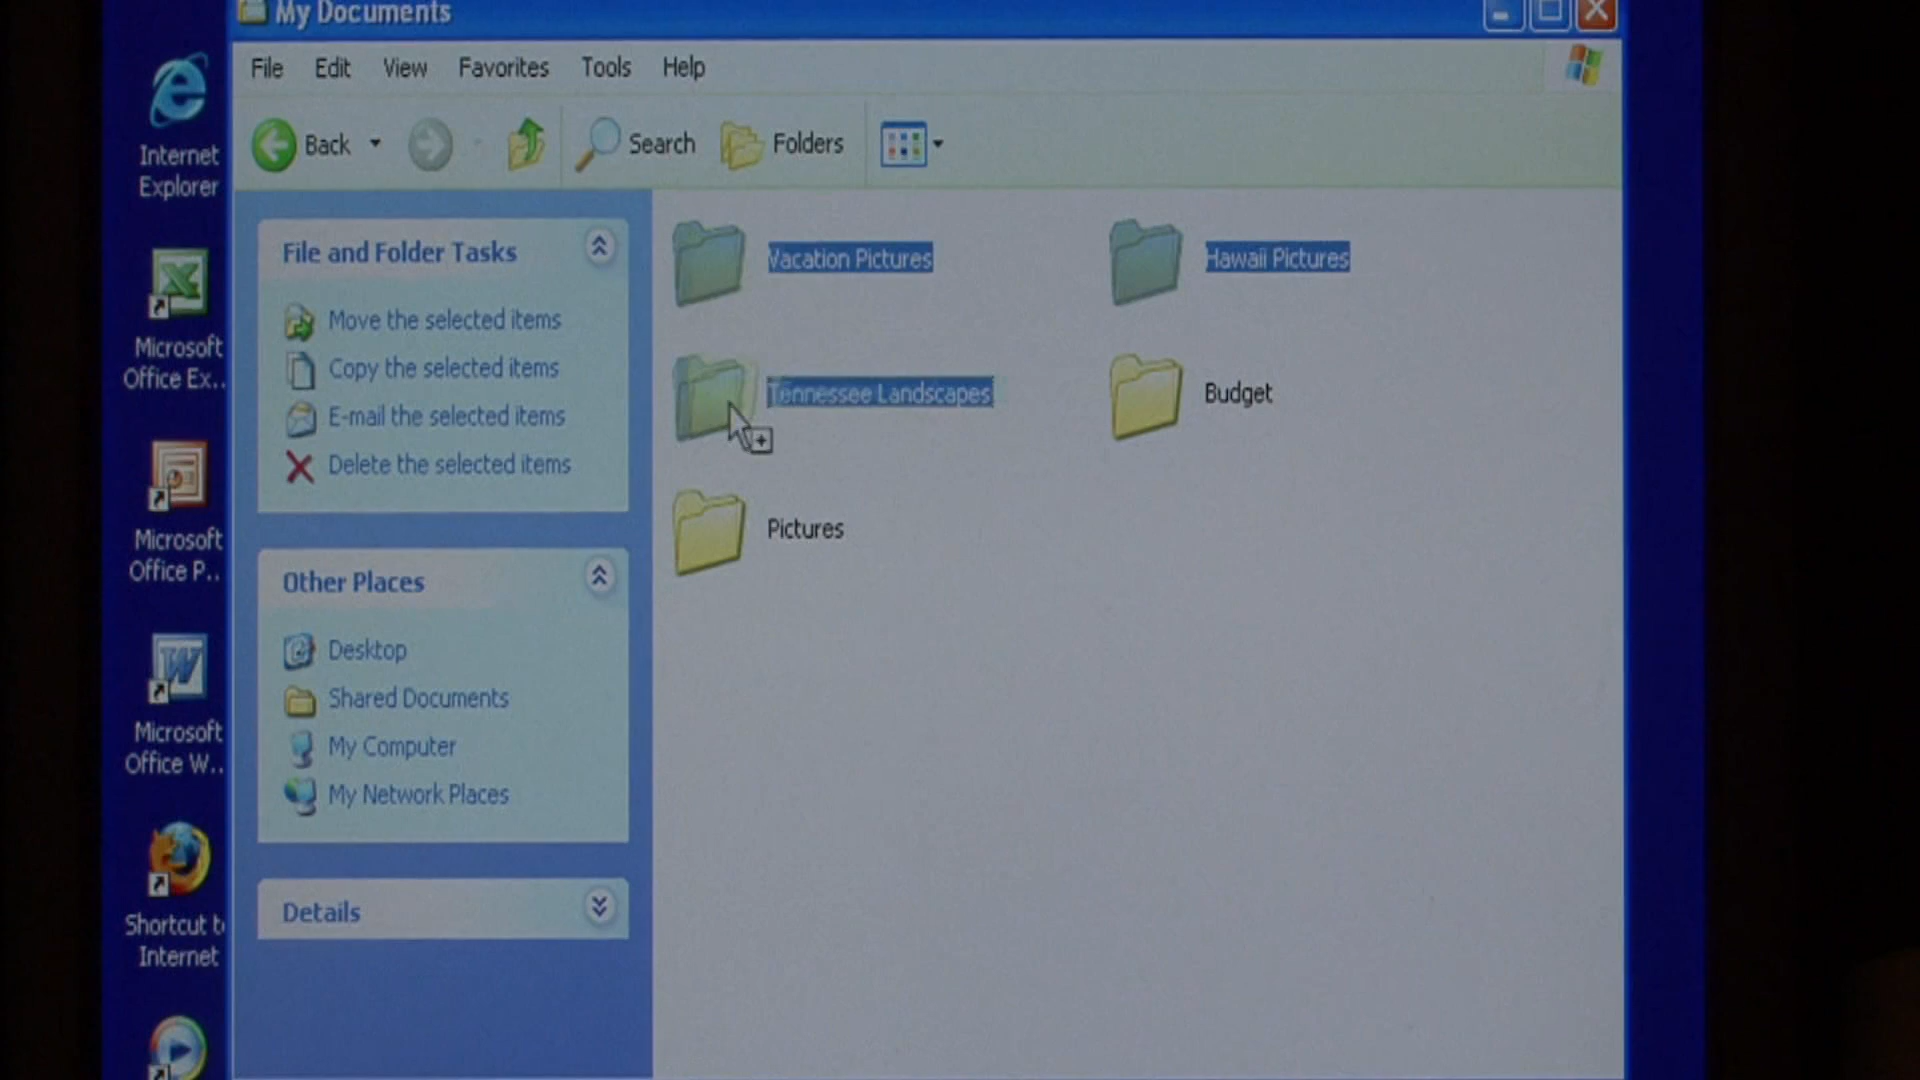 My Documents
File Edit View Favorites Tools Help
Back Search Folders
Internet
Explorer
Microsoft
Office Ex..
Microsoft
Office P..
Microsoft
Office W..
Shortcut to
Internet
File and Folder Tasks
Move the selected items
Copy the selected items
E-mail the selected items
Delete the selected items
Other Places
Desktop
Shared Documents
My Computer
My Network Places
Details
Vacation Pictures
Hawaii Pictures
Tennessee Landscapes
Budget
Pictures